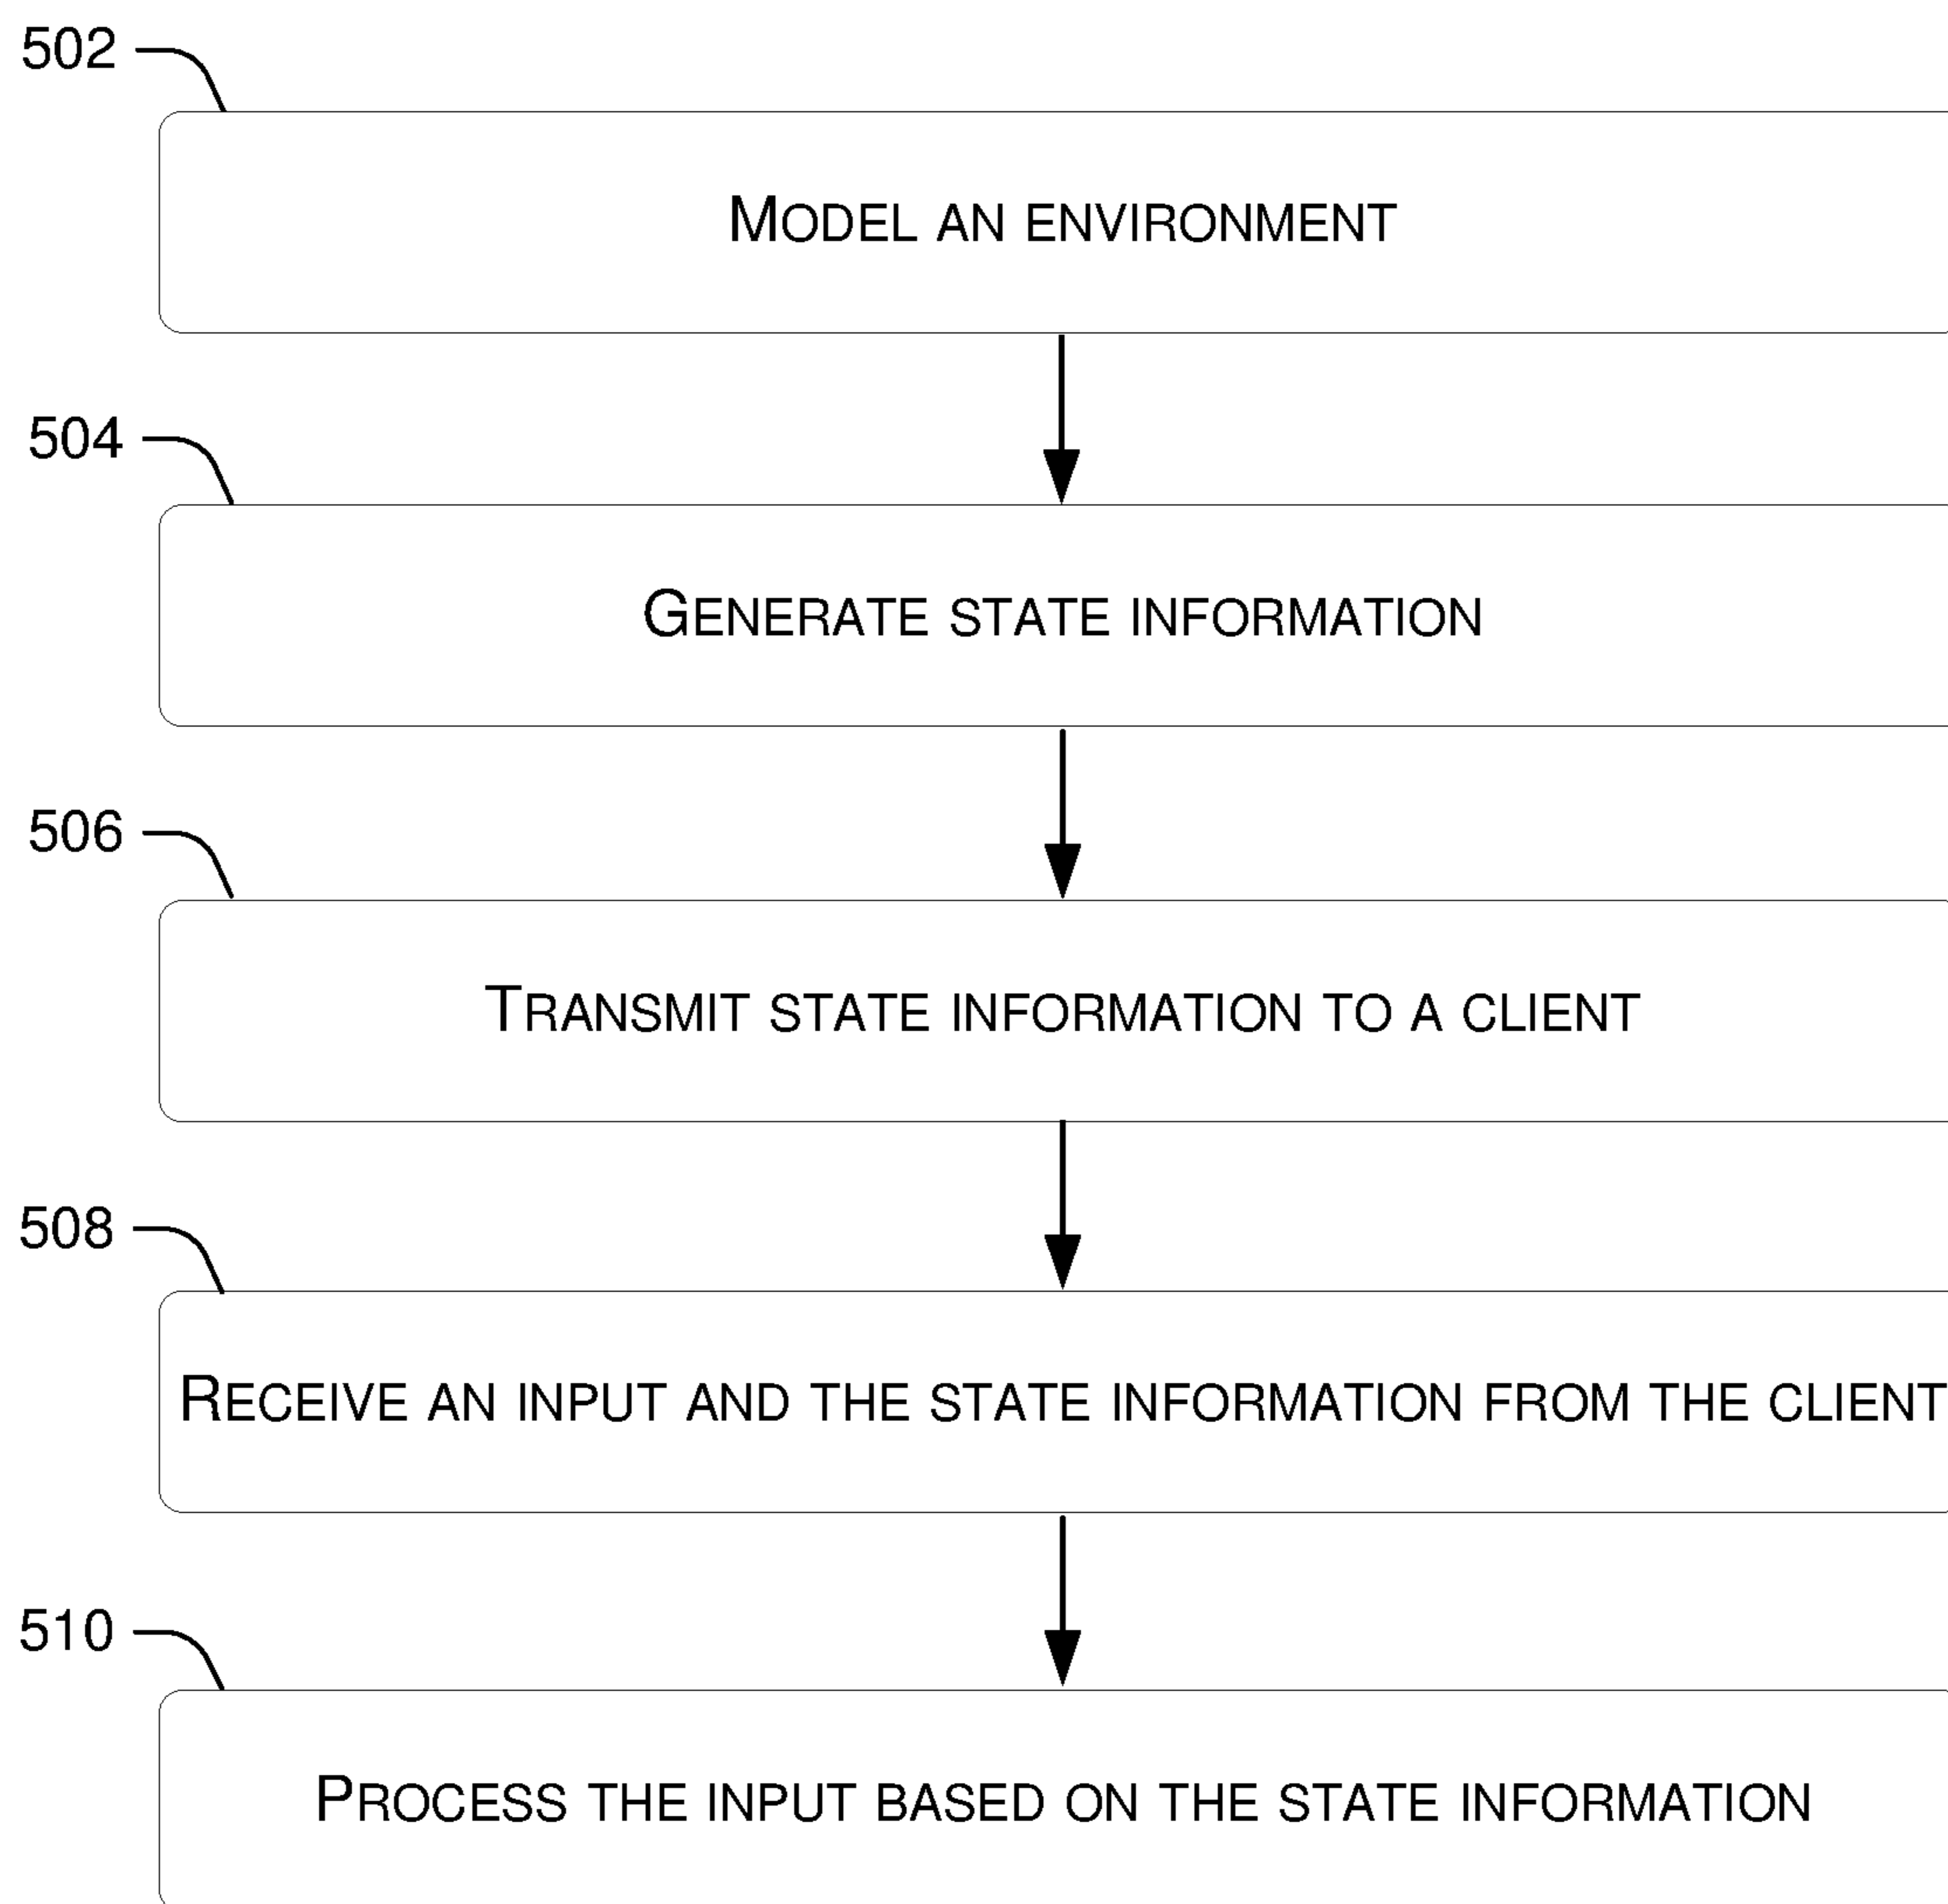 502
MODEL AN ENVIRONMENT
504
GENERATE STATE INFORMATION
506
TRANSMIT STATE INFORMATION TO A CLIENT
508
RECEIVE AN INPUT AND THE STATE INFORMATION FROM THE CLIENT
510
PROCESS THE INPUT BASED ON THE STATE INFORMATION